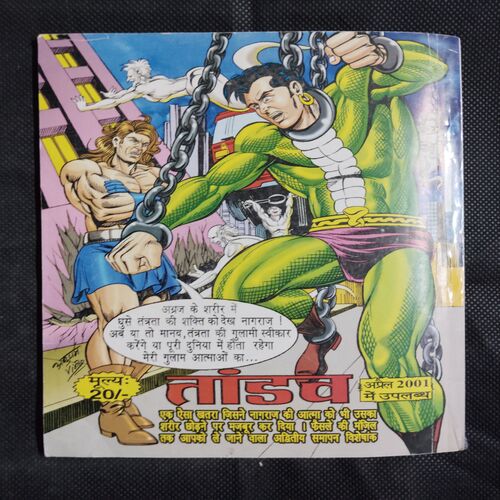 अग्रज के शरीर में
घुसे तंत्रता की शक्ति को देख नागराज !
अब या तो मानव, तंत्रता की गुलामी स्वीकार
करेंगे या पूरी दुनिया में होता रहेगा
मेरी गुलाम आत्माओं का...
मूल्य:
20/-
तांडव
अप्रैल 2001
में उपलब्ध
एक ऐसा खतरा जिसने नागराज की आत्मा को भी उसका
शरीर छोड़ने पर मजबूर कर दिया । फैसले की मंजिल
तक आपको ले जाने वाला अद्वितीय समापन विशेषांक